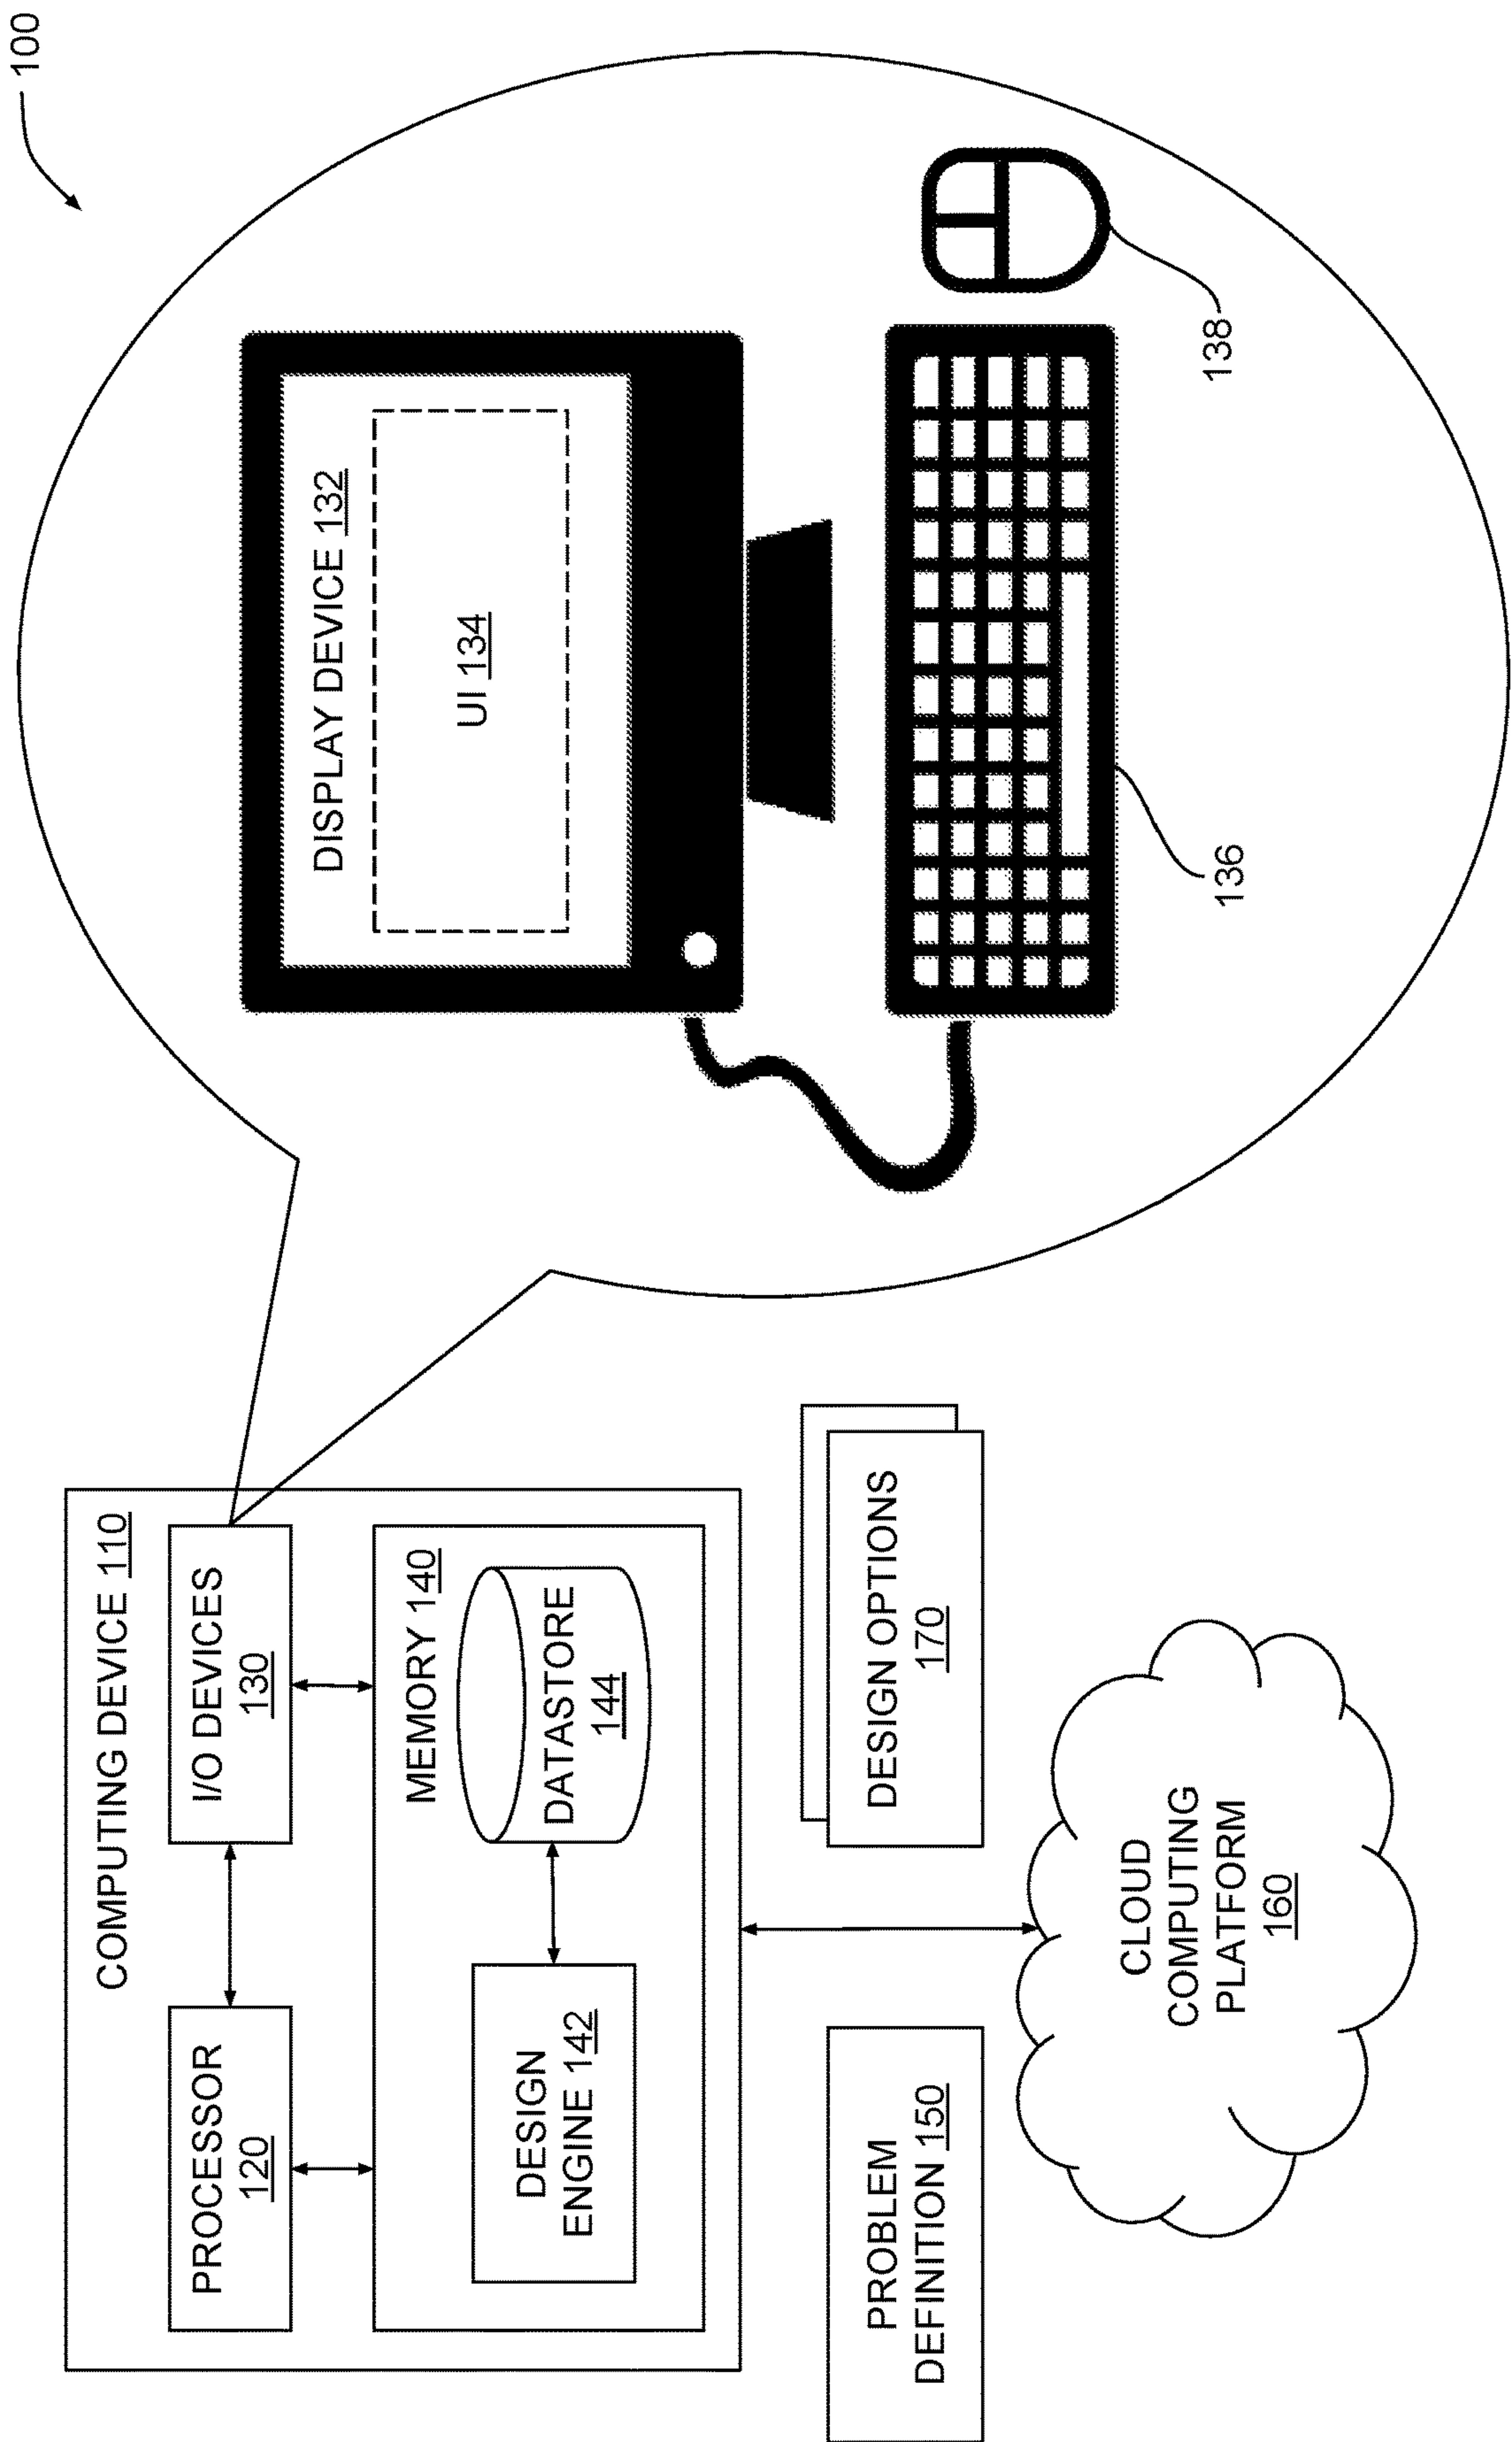 100
COMPUTING DEVICE 110
PROCESSOR
120
I/O DEVICES
130
MEMORY 140
DESIGN
ENGINE 142
DATASTORE
144
DISPLAY DEVICE 132
UI 134
136
138
PROBLEM
DEFINITION 150
DESIGN OPTIONS
170
CLOUD
COMPUTING
PLATFORM
160